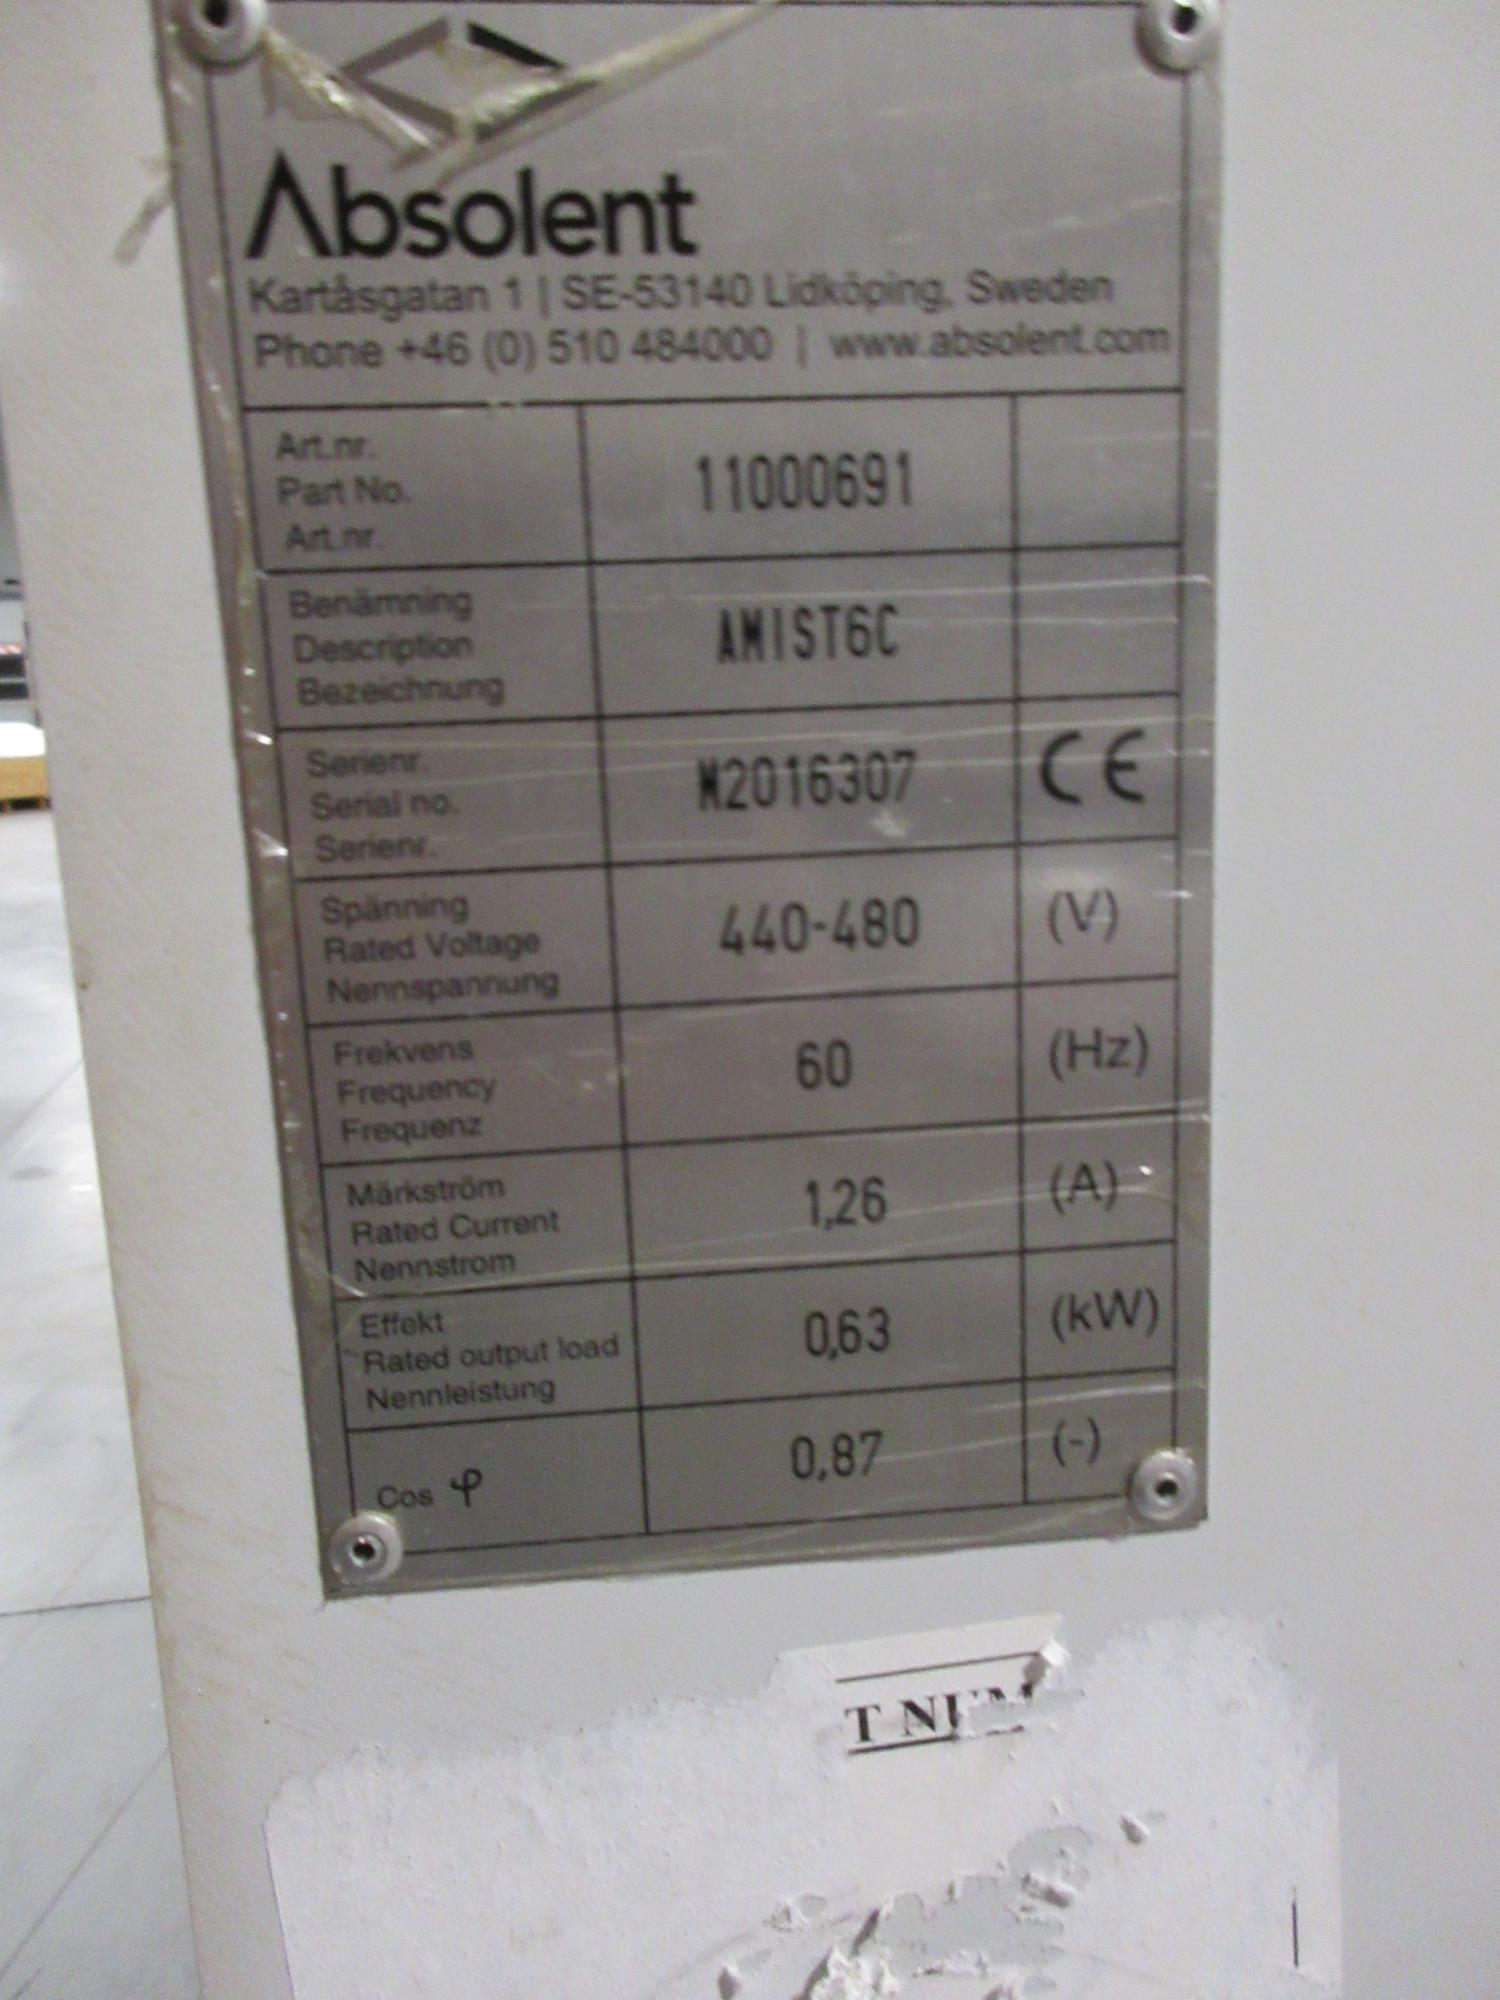 Absolent
Kartåsgatan 1 | SE-53140 Lidköping, Sweden
Phone +46 (0) 510 484000 | www.absolent.com
Art.nr.
Part No.
Art.nr.
11000691
Benämning
Description
Bezeichnung
AMIST6C
Serienr.
Serial no.
Serienr.
M2016307
CE
Spänning
Rated Voltage
Nennspannung
440-480
(V)
Frekvens
Frequency
Frequenz
60
(Hz)
Märkström
Rated Current
Nennstrom
1,26
(A)
Effekt
Rated output load
Nennleistung
0,63
(kW)
Cos φ
0,87
(-)
T NUM